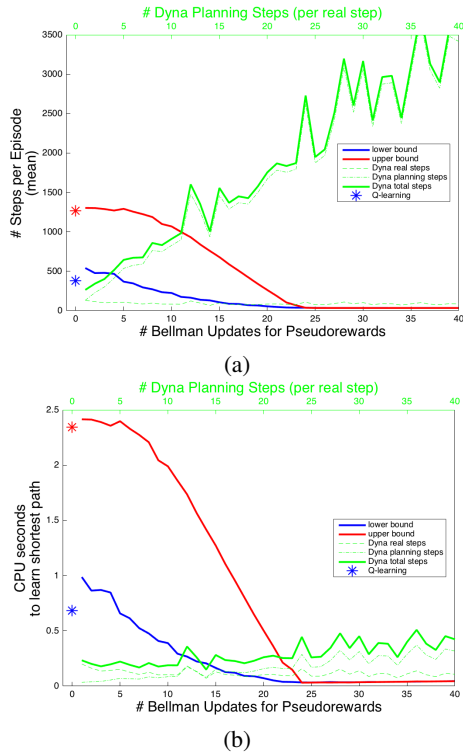 # Dyna Planning Steps (per real step)
0 5 10 15 20 25 30 35 40
3500
3000
2500
2000
1500
1000
500
0
# Steps per Episode
(mean)
lower bound
upper bound
Dyna real steps
Dyna planning steps
Dyna total steps
Q-learning
0 5 10 15 20 25 30 35 40
# Bellman Updates for Pseudorewards
(a)
# Dyna Planning Steps (per real step)
0 5 10 15 20 25 30 35 40
2.5
2
1.5
1
0.5
0
CPU seconds
to learn shortest path
lower bound
upper bound
Dyna real steps
Dyna planning steps
Dyna total steps
Q-learning
0 5 10 15 20 25 30 35 40
# Bellman Updates for Pseudorewards
(b)